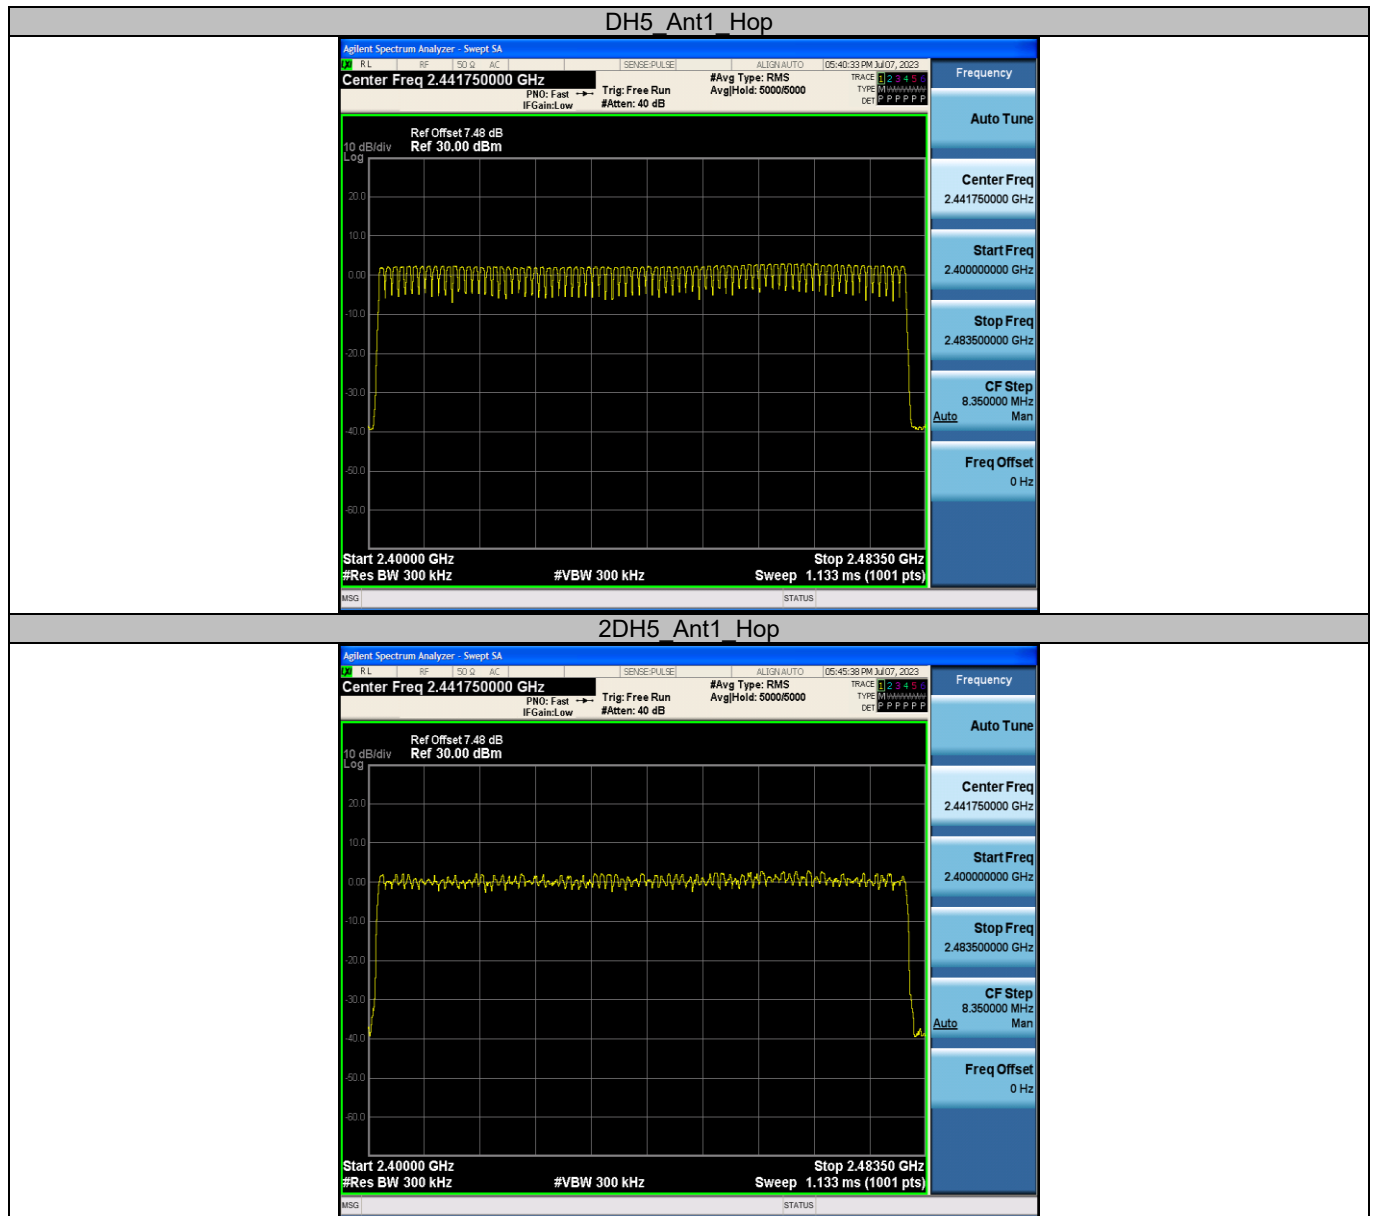 DH5_Ant1_Hop
Agilent Spectrum Analyzer - Swept SA
RL RF 50 Ω AC SENSE:PULSE ALIGN AUTO 05:40:33 PM Jul 07, 2023
Center Freq 2.441750000 GHz #Avg Type: RMS TRACE 1 2 3 4 5 6 Frequency
PNO: Fast Trig: Free Run Avg|Hold: 5000/5000 TYPE M
IFGain:Low #Atten: 40 dB DET P P P P P P
Auto Tune
Ref Offset 7.48 dB
10 dB/div Ref 30.00 dBm
Log
Center Freq
2.441750000 GHz
20.0
10.0
Start Freq
2.400000000 GHz
0.00
-10.0
Stop Freq
2.483500000 GHz
-20.0
-30.0
CF Step
8.350000 MHz
Auto Man
-40.0
Freq Offset
0 Hz
-50.0
-60.0
Start 2.40000 GHz Stop 2.48350 GHz
#Res BW 300 kHz #VBW 300 kHz Sweep 1.133 ms (1001 pts)
MSG STATUS
2DH5_Ant1_Hop
Agilent Spectrum Analyzer - Swept SA
RL RF 50 Ω AC SENSE:PULSE ALIGN AUTO 05:45:38 PM Jul 07, 2023
Center Freq 2.441750000 GHz #Avg Type: RMS TRACE 1 2 3 4 5 6 Frequency
PNO: Fast Trig: Free Run Avg|Hold: 5000/5000 TYPE M
IFGain:Low #Atten: 40 dB DET P P P P P P
Auto Tune
Ref Offset 7.48 dB
10 dB/div Ref 30.00 dBm
Log
Center Freq
2.441750000 GHz
20.0
10.0
Start Freq
2.400000000 GHz
0.00
-10.0
Stop Freq
2.483500000 GHz
-20.0
-30.0
CF Step
8.350000 MHz
Auto Man
-40.0
Freq Offset
0 Hz
-50.0
-60.0
Start 2.40000 GHz Stop 2.48350 GHz
#Res BW 300 kHz #VBW 300 kHz Sweep 1.133 ms (1001 pts)
MSG STATUS